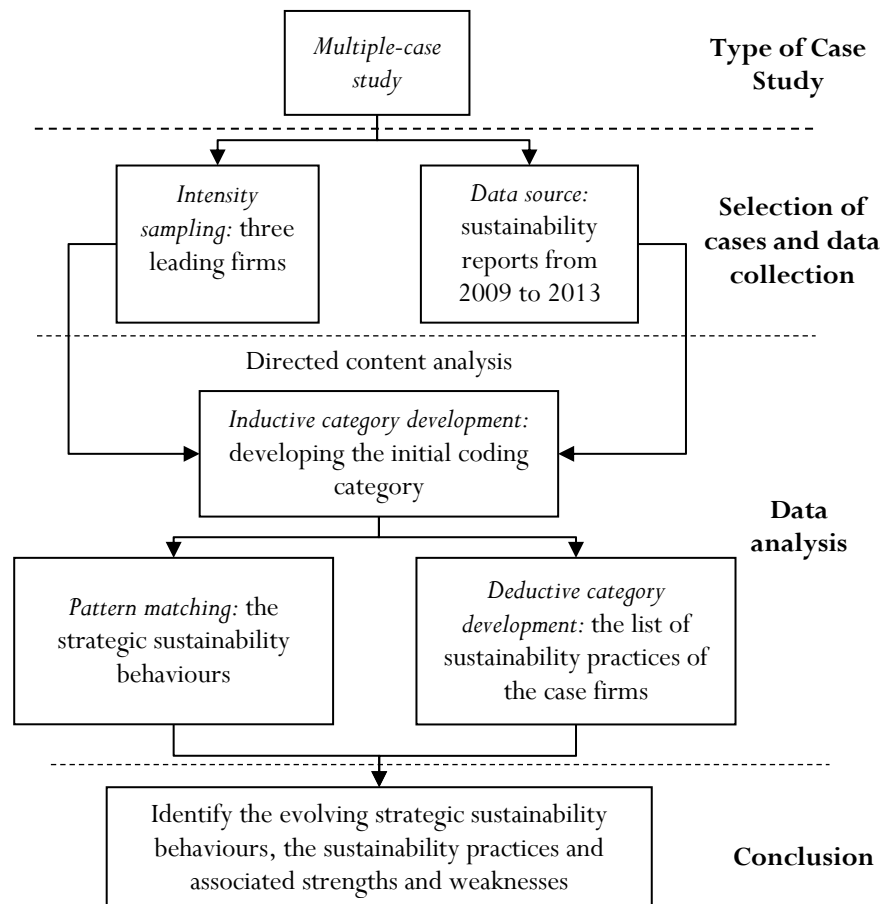 Multiple-case
study
Type of Case
Study
Intensity
sampling: three
leading firms
Data source:
sustainability
reports from
2009 to 2013
Selection of
cases and data
collection
Directed content analysis
Inductive category development:
developing the initial coding
category
Data
analysis
Pattern matching: the
strategic sustainability
behaviours
Deductive category
development: the list of
sustainability practices of
the case firms
Identify the evolving strategic sustainability
behaviours, the sustainability practices and
associated strengths and weaknesses
Conclusion